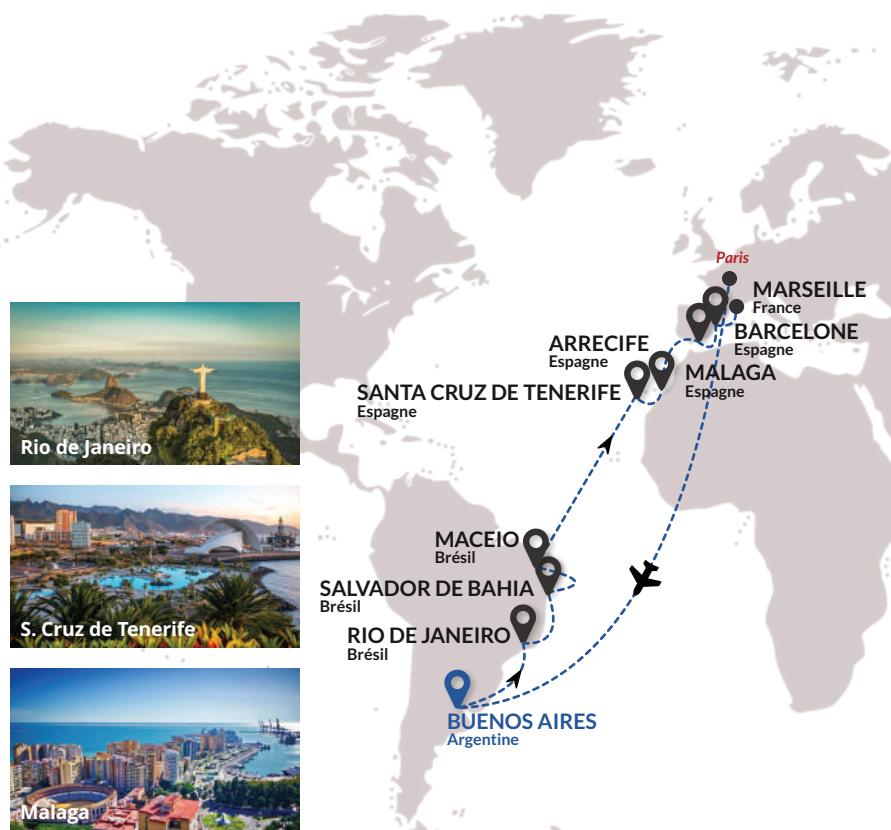 Paris
MARSEILLE
France
BARCELONE
Espagne
ARRECIFE
Espagne
MALAGA
Espagne
SANTA CRUZ DE TENERIFE
Espagne
Rio de Janeiro
MACEIO
Brésil
SALVADOR DE BAHIA
Brésil
S. Cruz de Tenerife
RIO DE JANEIRO
Brésil
BUENOS AIRES
Argentine
Malaga